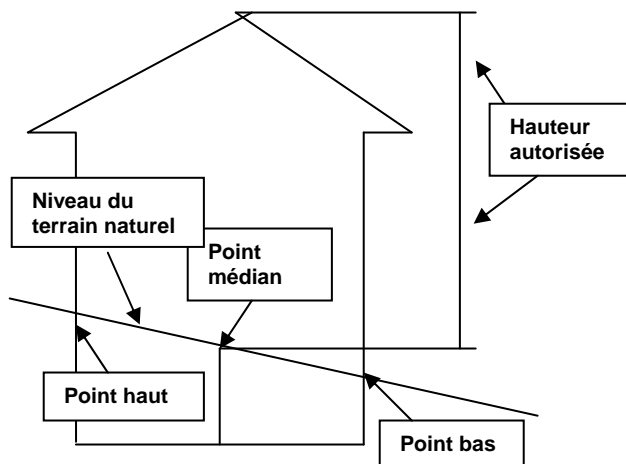 Hauteur
autorisée
Niveau du
terrain naturel
Point
médian
Point haut
Point bas